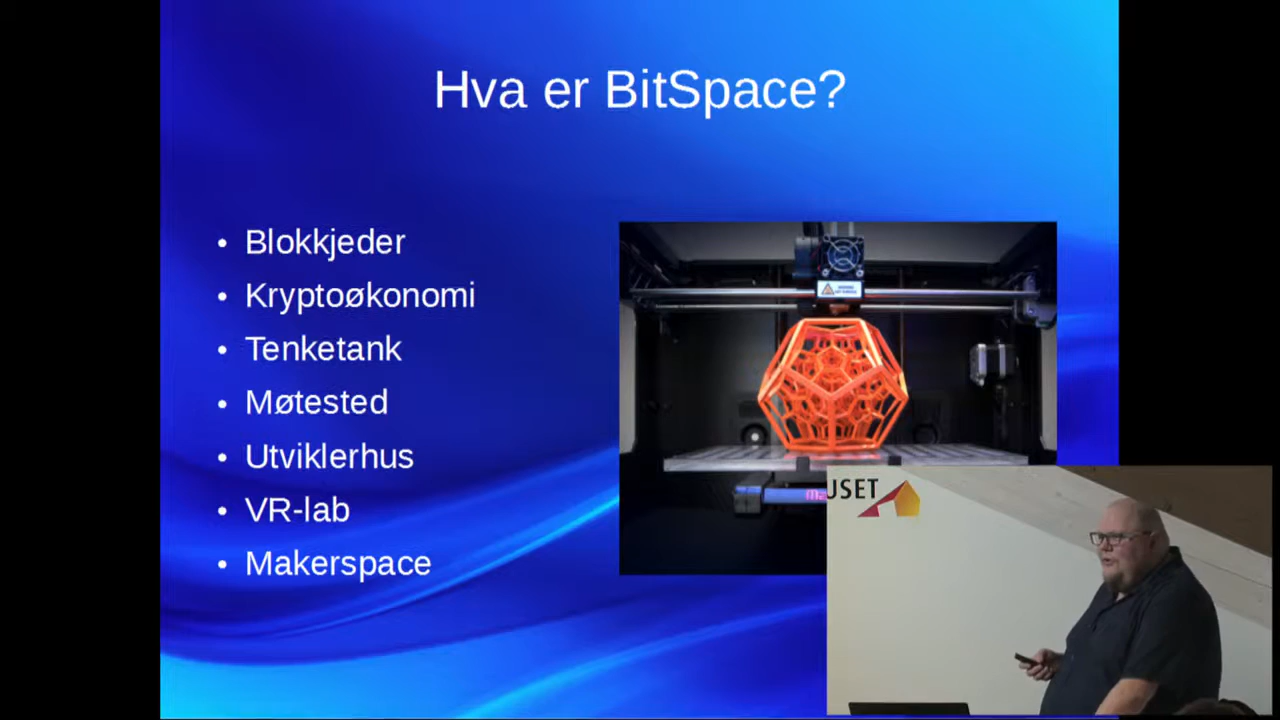 Hva er BitSpace?
• Blokkjeder
• Kryptoøkonomi
• Tenketank
• Møtested
• Utviklerhus
• VR-lab
• Makerspace
USET